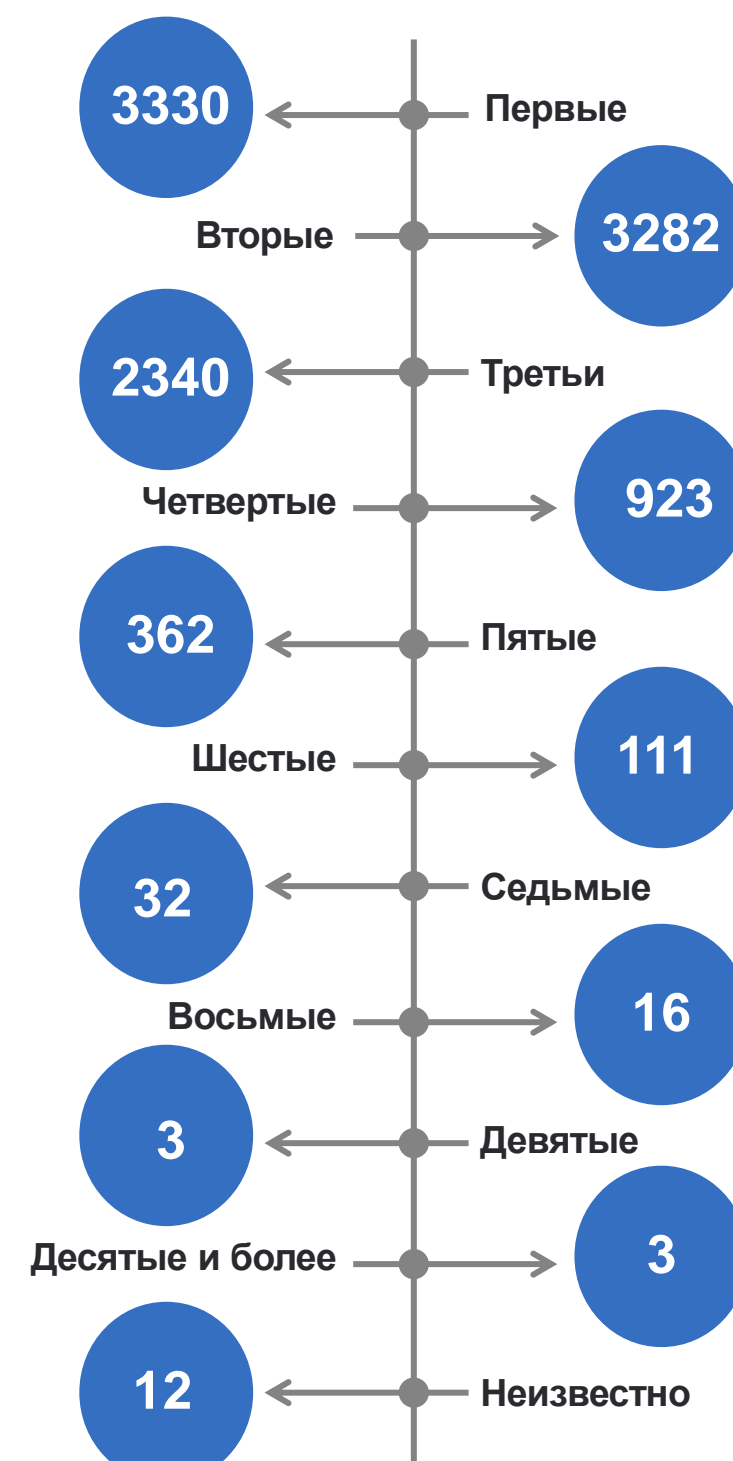 3330
Первые
Вторые
3282
2340
Третьи
Четвертые
923
362
Пятые
Шестые
111
32
Седьмые
Восьмые
16
3
Девятые
Десятые и более
3
12
Неизвестно